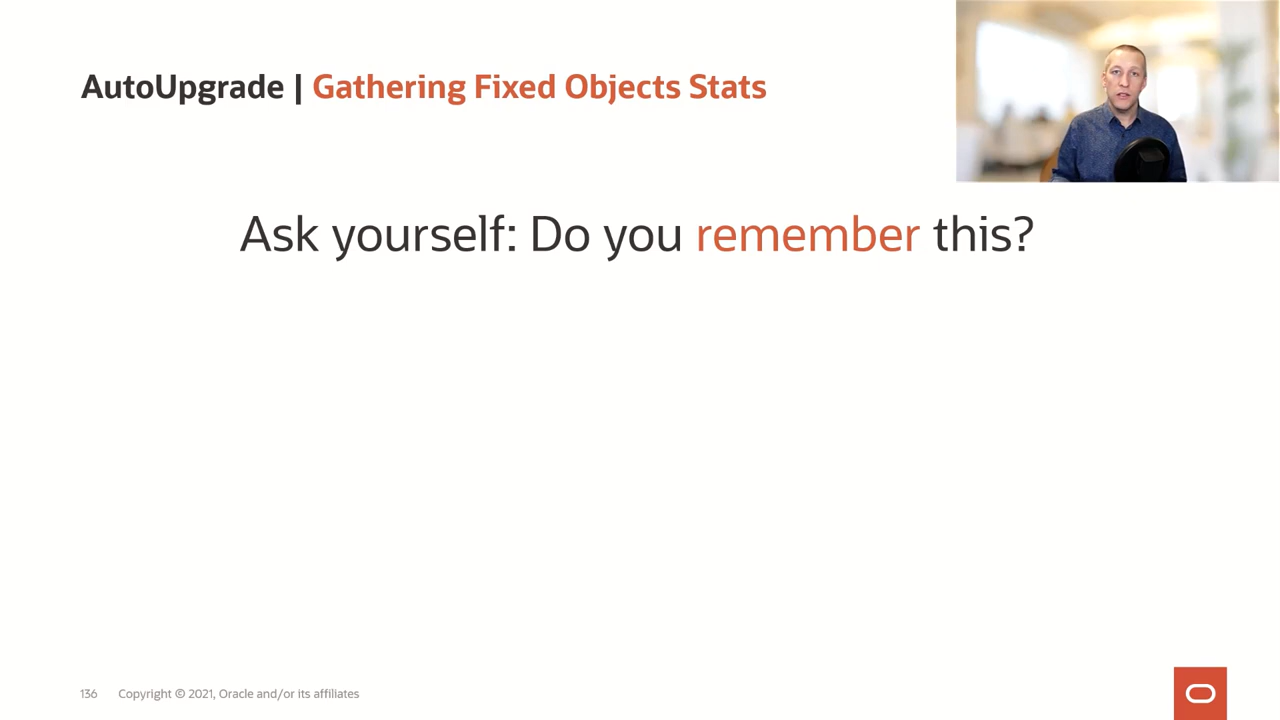 AutoUpgrade | Gathering Fixed Objects Stats
Ask yourself: Do you remember this?
136 Copyright © 2021, Oracle and/or its affiliates